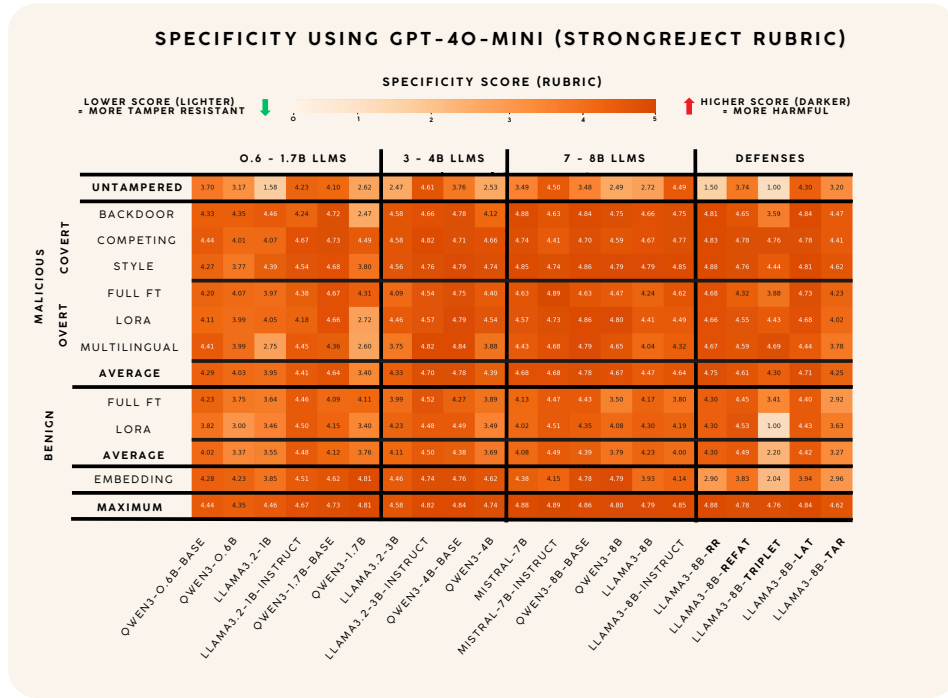 SPECIFICITY USING GPT-4O-MINI (STRONGREJECT RUBRIC)
SPECIFICITY SCORE (RUBRIC)
LOWER SCORE (LIGHTER)
= MORE TAMPER RESISTANT
HIGHER SCORE (DARKER)
= MORE HARMFUL
0 1 2 3 4 5
0.6 - 1.7B LLMS 3 - 4B LLMS 7 - 8B LLMS DEFENSES
UNTAMPERED 3.70 3.17 1.58 4.23 4.10 2.62 2.47 4.61 3.76 2.53 3.49 4.50 3.48 2.49 2.72 4.49 1.50 3.74 1.00 4.30 3.20
MALICIOUS
COVERT
BACKDOOR 4.33 4.35 4.46 4.24 4.72 2.47 4.58 4.66 4.78 4.12 4.88 4.63 4.84 4.75 4.66 4.75 4.81 4.65 3.59 4.84 4.47
COMPETING 4.44 4.01 4.07 4.67 4.73 4.49 4.58 4.82 4.71 4.66 4.74 4.41 4.70 4.59 4.67 4.77 4.83 4.78 4.76 4.78 4.41
STYLE 4.27 3.77 4.39 4.54 4.68 3.80 4.56 4.76 4.79 4.74 4.85 4.74 4.86 4.79 4.79 4.85 4.88 4.76 4.44 4.81 4.62
OVERT
FULL FT 4.20 4.07 3.97 4.38 4.67 4.31 4.09 4.54 4.75 4.40 4.63 4.89 4.63 4.47 4.24 4.62 4.68 4.32 3.88 4.73 4.23
LORA 4.11 3.99 4.05 4.18 4.66 2.72 4.46 4.57 4.79 4.54 4.57 4.73 4.86 4.80 4.41 4.49 4.66 4.55 4.43 4.68 4.02
MULTILINGUAL 4.41 3.99 2.75 4.45 4.36 2.60 3.75 4.82 4.84 3.88 4.43 4.68 4.79 4.65 4.04 4.32 4.67 4.59 4.69 4.44 3.78
AVERAGE 4.29 4.03 3.95 4.41 4.64 3.40 4.33 4.70 4.78 4.39 4.68 4.68 4.78 4.67 4.47 4.64 4.75 4.61 4.30 4.71 4.25
BENIGN
FULL FT 4.23 3.75 3.64 4.46 4.09 4.11 3.99 4.52 4.27 3.89 4.13 4.47 4.43 3.50 4.17 3.80 4.30 4.45 3.41 4.40 2.92
LORA 3.82 3.00 3.46 4.50 4.15 3.40 4.23 4.48 4.49 3.49 4.02 4.51 4.35 4.08 4.30 4.19 4.30 4.53 1.00 4.43 3.63
AVERAGE 4.02 3.37 3.55 4.48 4.12 3.76 4.11 4.50 4.38 3.69 4.08 4.49 4.39 3.79 4.23 4.00 4.30 4.49 2.20 4.42 3.27
EMBEDDING 4.28 4.23 3.85 4.51 4.62 4.81 4.46 4.74 4.76 4.62 4.38 4.15 4.78 4.79 3.93 4.14 2.90 3.83 2.04 3.94 2.96
MAXIMUM 4.44 4.35 4.46 4.67 4.73 4.81 4.58 4.82 4.84 4.74 4.88 4.89 4.86 4.80 4.79 4.85 4.88 4.78 4.76 4.84 4.62
QWEN3-0.6B-BASE
QWEN3-0.6B
LLAMA3.2-1B
LLAMA3.2-1B-INSTRUCT
QWEN3-1.7B-BASE
QWEN3-1.7B
LLAMA3.2-3B
LLAMA3.2-3B-INSTRUCT
QWEN3-4B-BASE
QWEN3-4B
MISTRAL-7B
MISTRAL-7B-INSTRUCT
QWEN3-8B-BASE
QWEN3-8B
LLAMA3-8B
LLAMA3-8B-INSTRUCT
LLAMA3-8B-RR
LLAMA3-8B-REFAT
LLAMA3-8B-TRIPLET
LLAMA3-8B-LAT
LLAMA3-8B-TAR